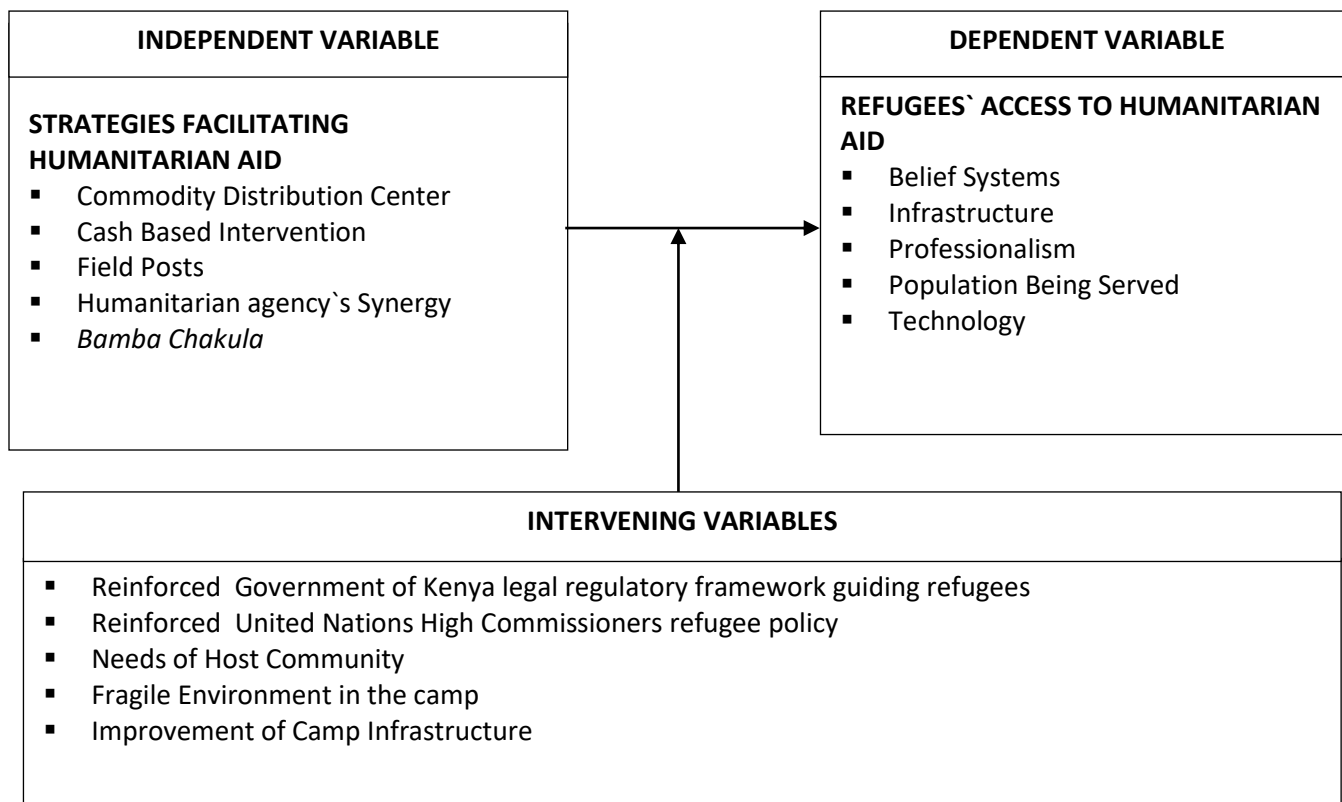 INDEPENDENT VARIABLE
STRATEGIES FACILITATING
HUMANITARIAN AID
▪ Commodity Distribution Center
▪ Cash Based Intervention
▪ Field Posts
▪ Humanitarian agency`s Synergy
▪ Bamba Chakula
DEPENDENT VARIABLE
REFUGEES` ACCESS TO HUMANITARIAN
AID
▪ Belief Systems
▪ Infrastructure
▪ Professionalism
▪ Population Being Served
▪ Technology
INTERVENING VARIABLES
▪ Reinforced  Government of Kenya legal regulatory framework guiding refugees
▪ Reinforced  United Nations High Commissioners refugee policy
▪ Needs of Host Community
▪ Fragile Environment in the camp
▪ Improvement of Camp Infrastructure